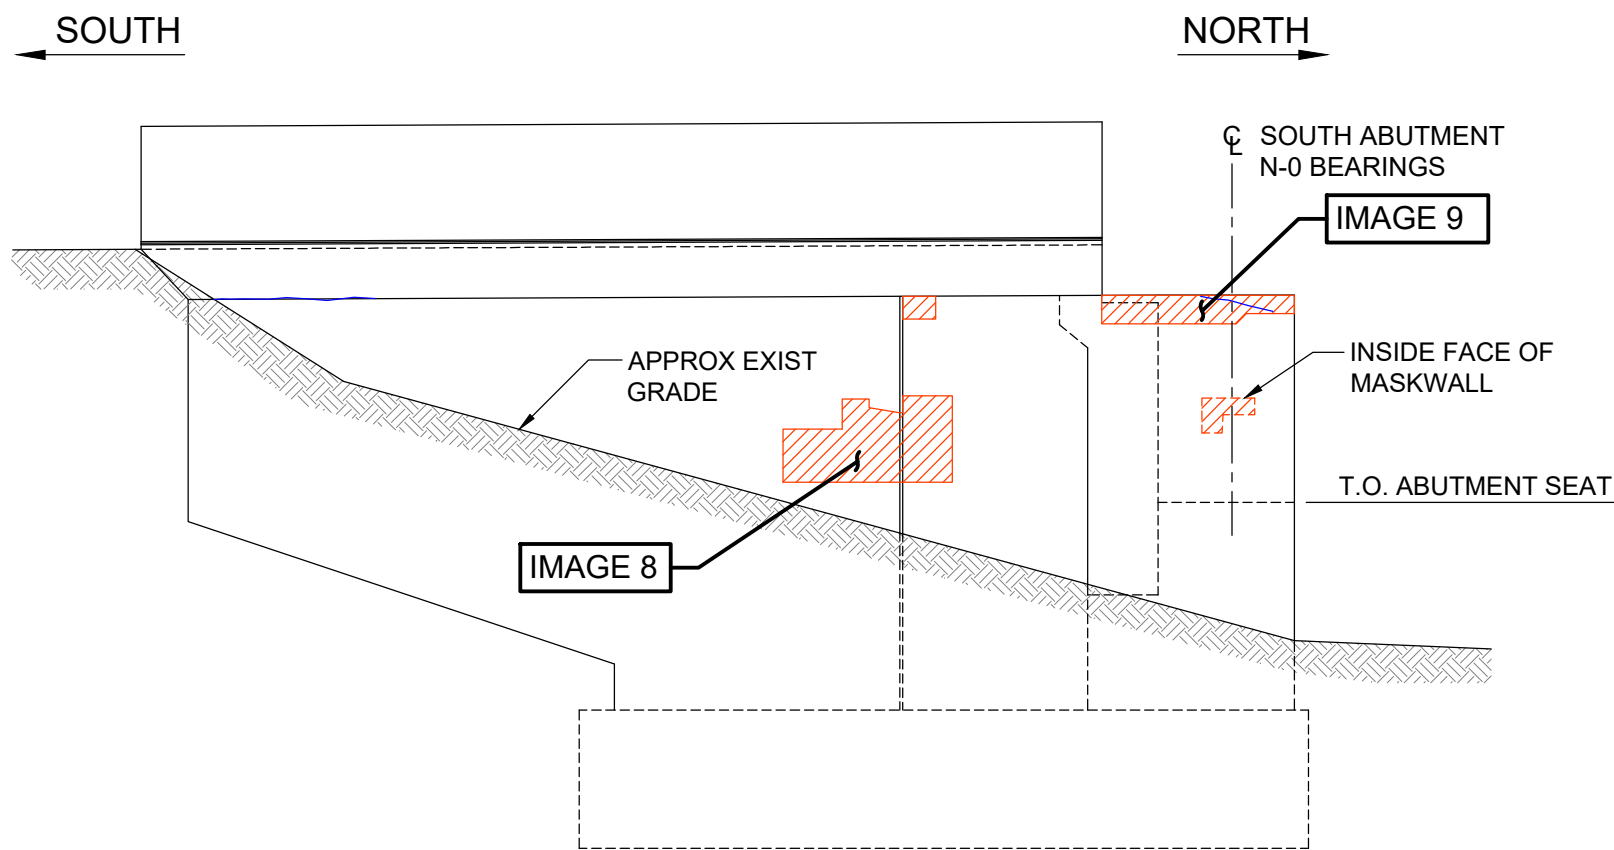 SOUTH
NORTH
℄ SOUTH ABUTMENT
N-0 BEARINGS
IMAGE 9
APPROX EXIST
GRADE
INSIDE FACE OF
MASKWALL
T.O. ABUTMENT SEAT
IMAGE 8